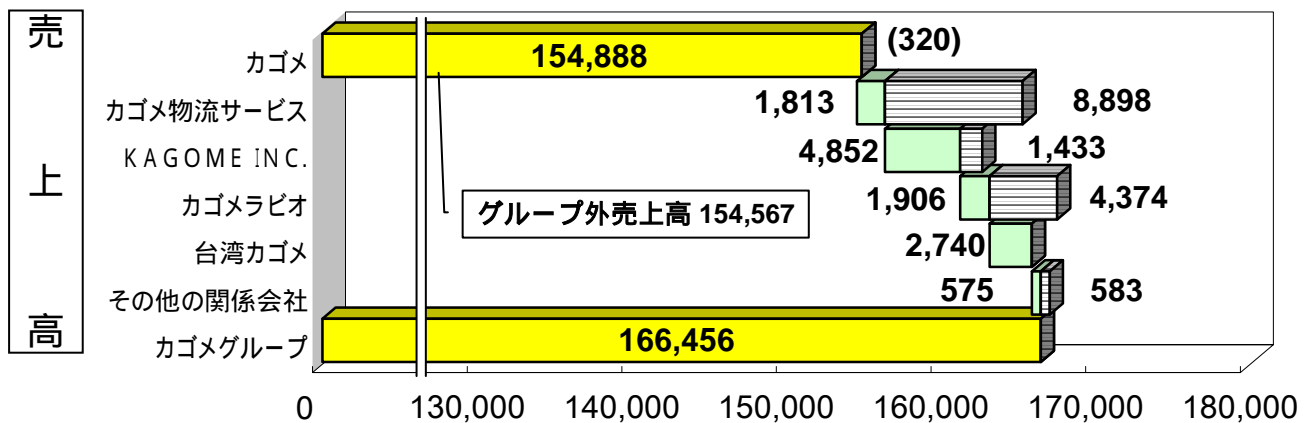 売上高
カゴメ
154,888
(320)
カゴメ物流サービス
1,813
8,898
KAGOME INC.
4,852
1,433
カゴメラビオ
1,906
4,374
グループ外売上高 154,567
台湾カゴメ
2,740
その他の関係会社
575
583
カゴメグループ
166,456
0
130,000
140,000
150,000
160,000
170,000
180,000